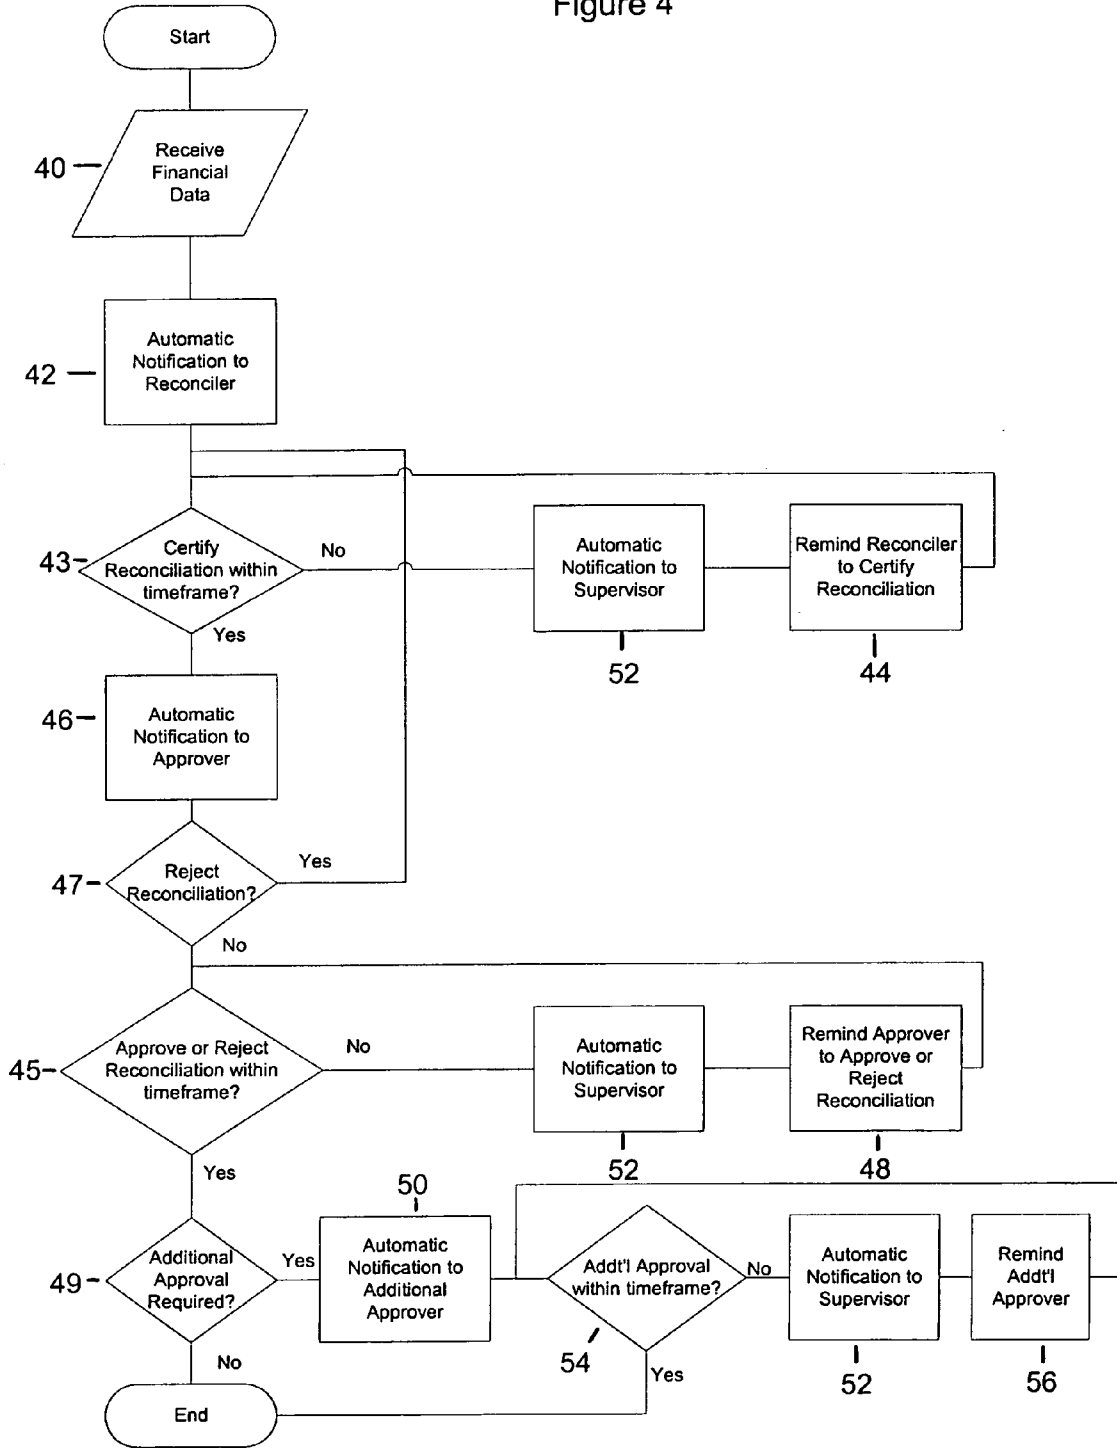 Figure 4
Start
40
Receive
Financial
Data
42
Automatic
Notification to
Reconciler
43
Certify
Reconciliation within
timeframe?
No
Yes
Automatic
Notification to
Supervisor
52
Remind Reconciler
to Certify
Reconciliation
44
46
Automatic
Notification to
Approver
47
Reject
Reconciliation?
Yes
No
45
Approve or Reject
Reconciliation within
timeframe?
No
Yes
Automatic
Notification to
Supervisor
52
Remind Approver
to Approve or
Reject
Reconciliation
48
49
Additional
Approval
Required?
Yes
No
50
Automatic
Notification to
Additional
Approver
Addt'l Approval
within timeframe?
54
No
Yes
Automatic
Notification to
Supervisor
52
Remind
Addt'l
Approver
56
End